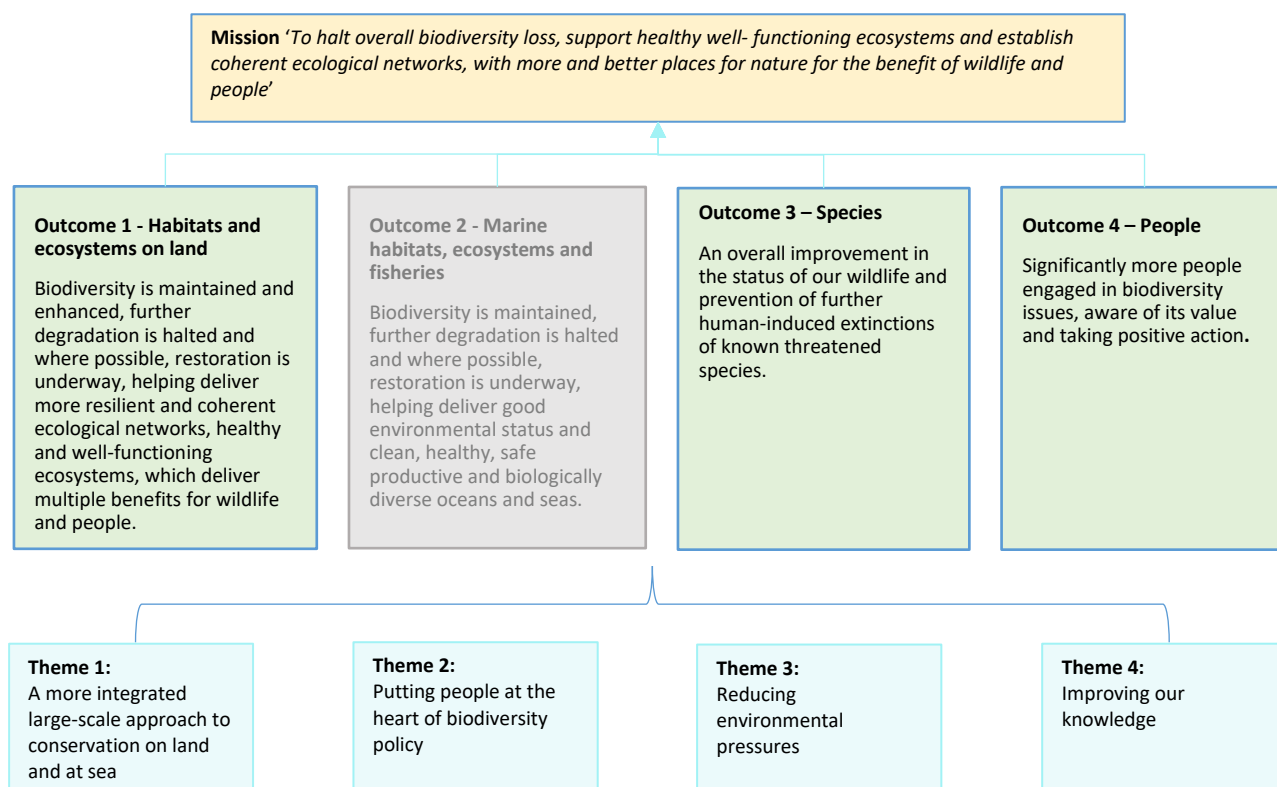 Mission ‘To halt overall biodiversity loss, support healthy well- functioning ecosystems and establish
coherent ecological networks, with more and better places for nature for the benefit of wildlife and
people’
Outcome 1 - Habitats and
ecosystems on land
Biodiversity is maintained and
enhanced, further
degradation is halted and
where possible, restoration is
underway, helping deliver
more resilient and coherent
ecological networks, healthy
and well-functioning
ecosystems, which deliver
multiple benefits for wildlife
and people.
Outcome 2 - Marine
habitats, ecosystems and
fisheries
Biodiversity is maintained,
further degradation is halted
and where possible,
restoration is underway,
helping deliver good
environmental status and
clean, healthy, safe
productive and biologically
diverse oceans and seas.
Outcome 3 – Species
An overall improvement in
the status of our wildlife and
prevention of further
human-induced extinctions
of known threatened
species.
Outcome 4 – People
Significantly more people
engaged in biodiversity
issues, aware of its value
and taking positive action.
Theme 1:
A more integrated
large-scale approach to
conservation on land
and at sea
Theme 2:
Putting people at the
heart of biodiversity
policy
Theme 3:
Reducing
environmental
pressures
Theme 4:
Improving our
knowledge